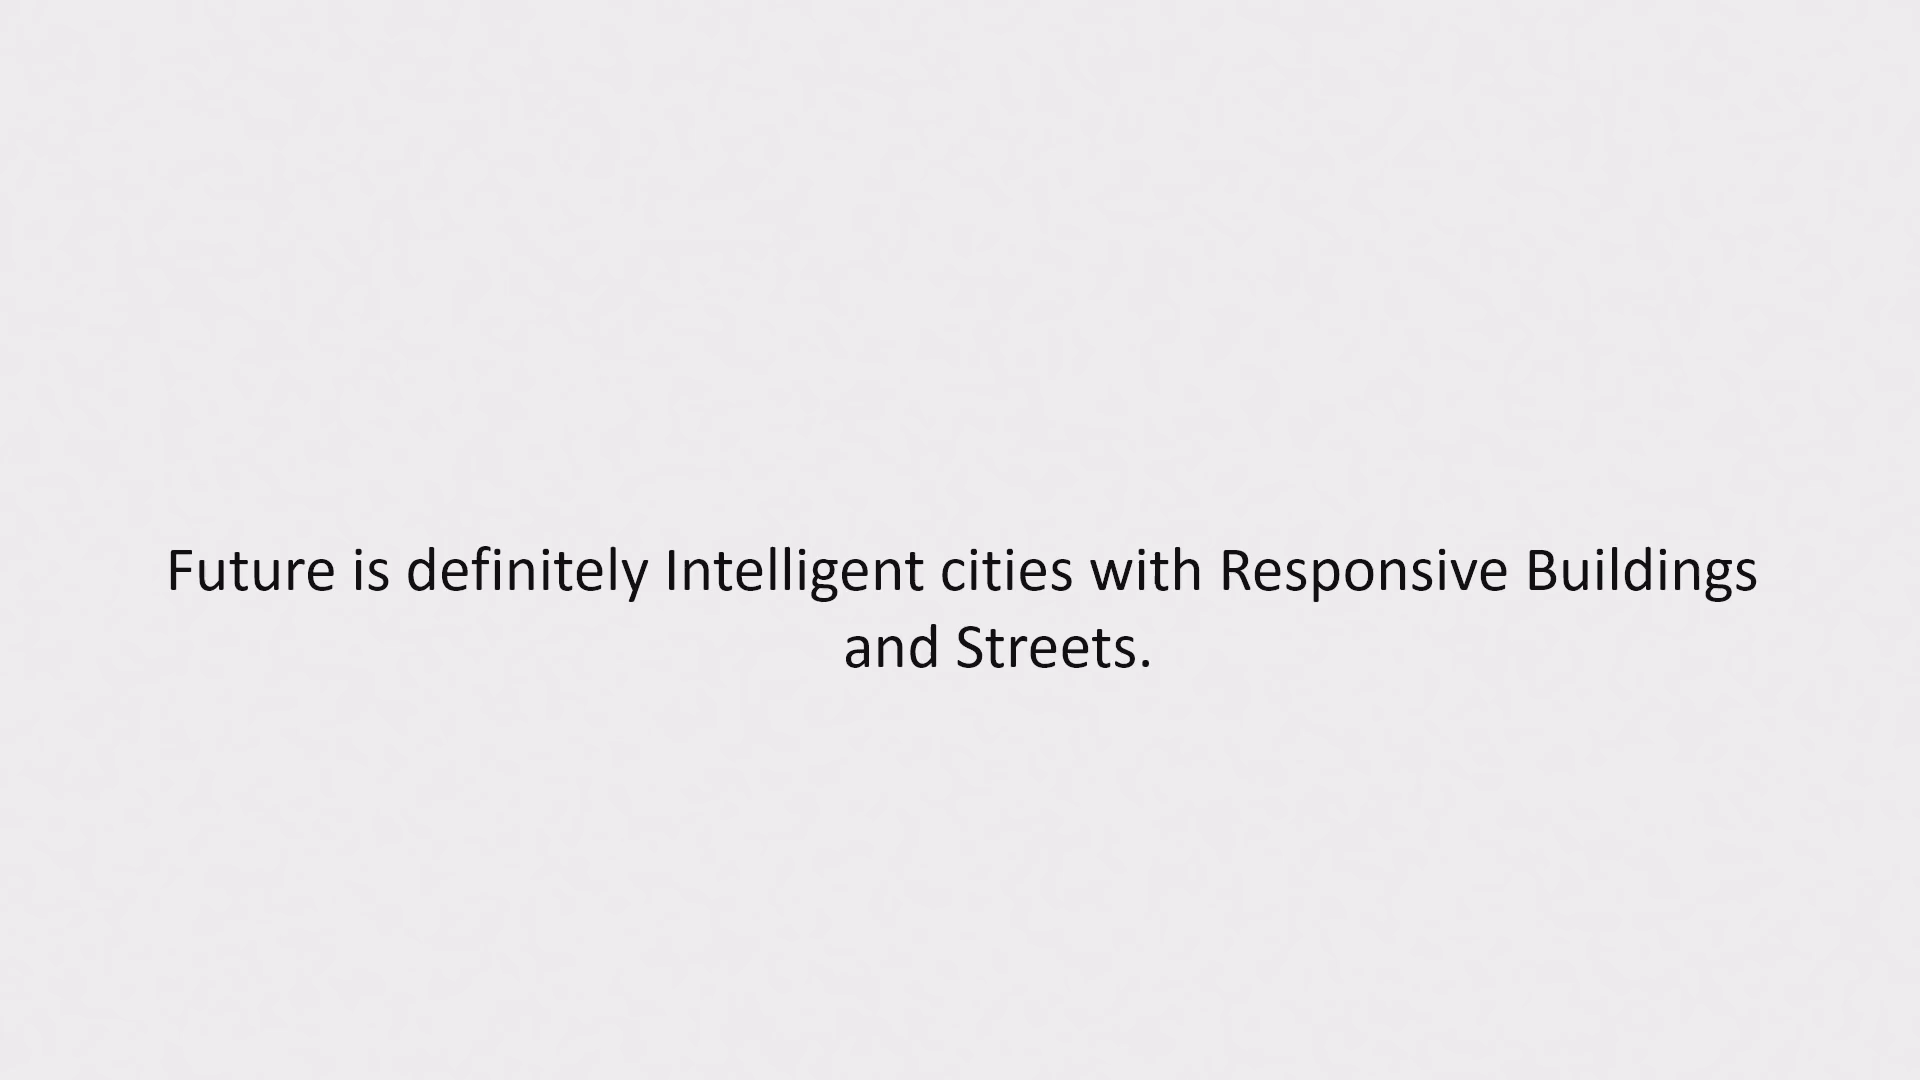 Future is definitely Intelligent cities with Responsive Buildings
and Streets.